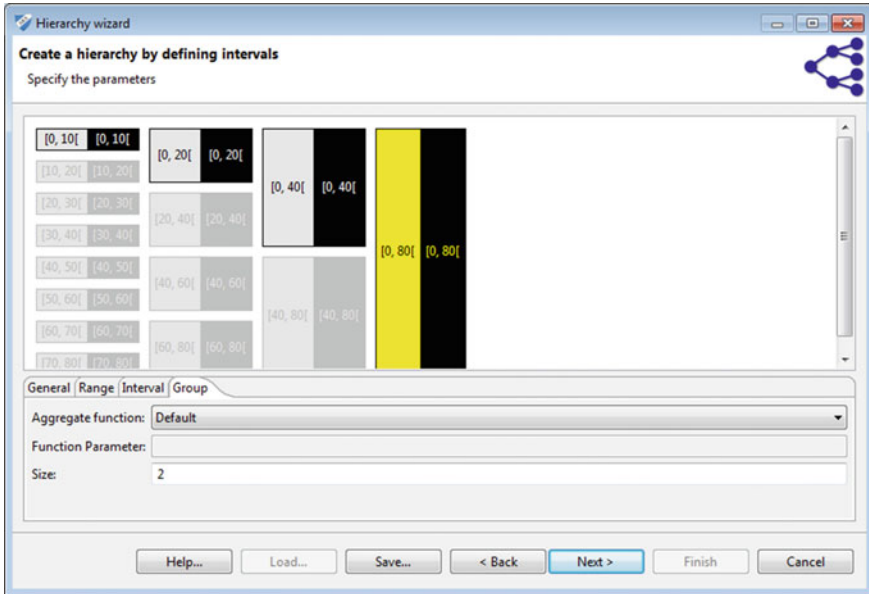 Hierarchy wizard
Create a hierarchy by defining intervals
Specify the parameters
[0, 10[ [0, 10[
[0, 20[ [0, 20[
[0, 40[ [0, 40[
[0, 80[ [0, 80[
[10, 20[ [10, 20[
[20, 30[ [20, 30[
[20, 40[ [20, 40[
[30, 40[ [30, 40[
[40, 50[ [40, 50[
[40, 60[ [40, 60[
[50, 60[ [50, 60[
[40, 80[ [40, 80[
[60, 70[ [60, 70[
[60, 80[ [60, 80[
[70, 80[ [70, 80[
General Range Interval Group
Aggregate function: Default
Function Parameter:
Size: 2
Help... Load... Save... < Back Next > Finish Cancel